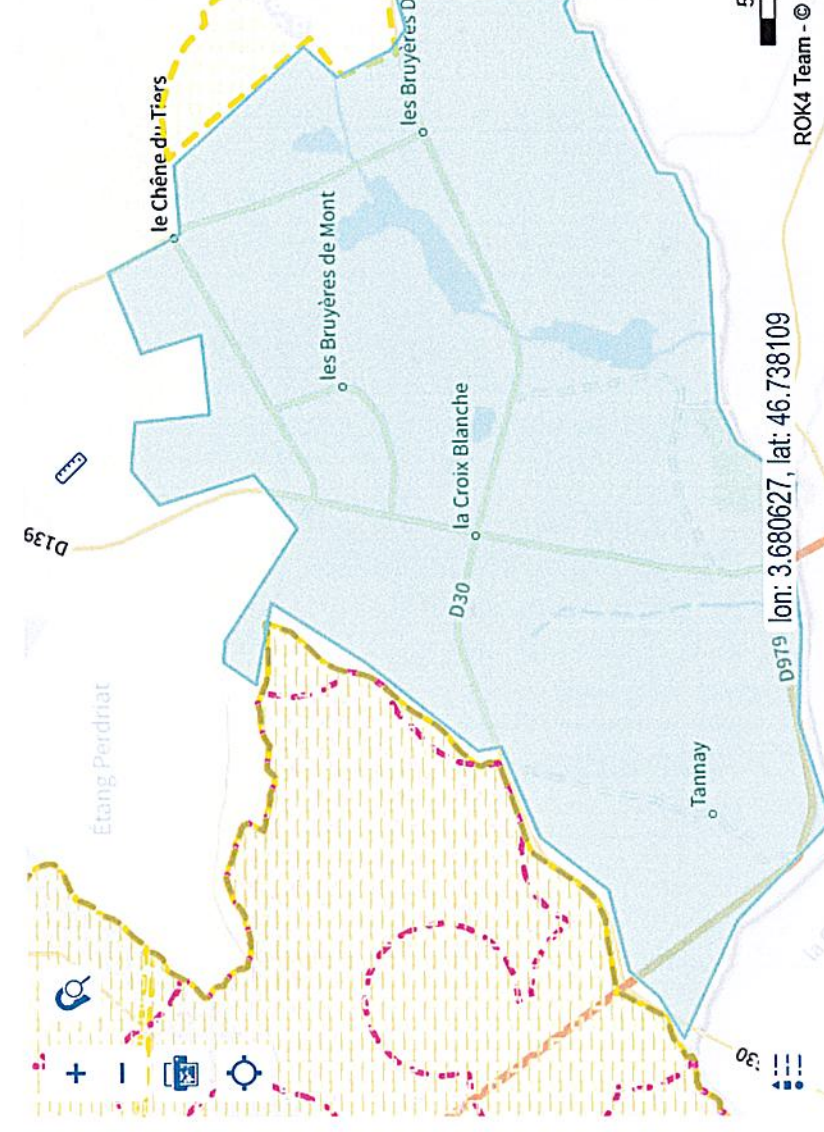 le Chêne du Tiers
les Bruyères D
les Bruyères de Mont
la Croix Blanche
D139
D30
Étang Perdriat
Tannay
D979
lon: 3.680627, lat: 46.738109
ROK4 Team - ©